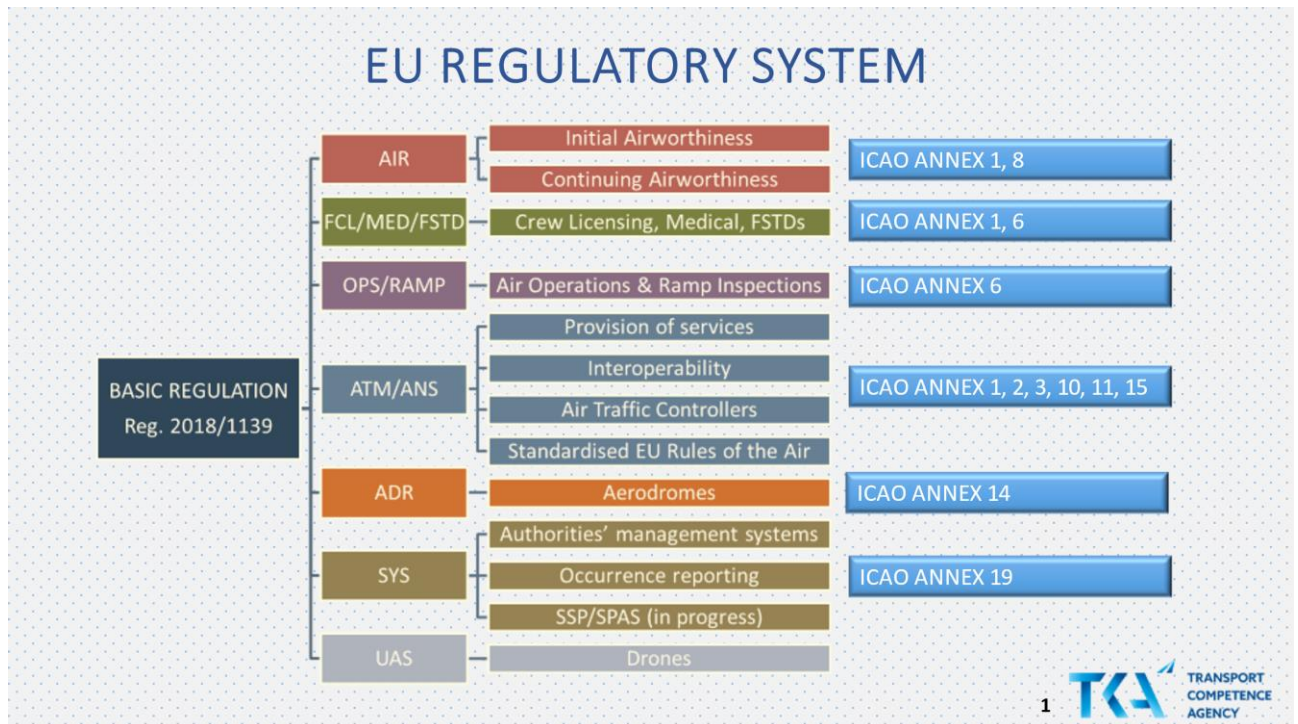 EU REGULATORY SYSTEM
BASIC REGULATION
Reg. 2018/1139
AIR
Initial Airworthiness
Continuing Airworthiness
ICAO ANNEX 1, 8
FCL/MED/FSTD
Crew Licensing, Medical, FSTDs
ICAO ANNEX 1, 6
OPS/RAMP
Air Operations & Ramp Inspections
ICAO ANNEX 6
ATM/ANS
Provision of services
Interoperability
Air Traffic Controllers
Standardised EU Rules of the Air
ICAO ANNEX 1, 2, 3, 10, 11, 15
ADR
Aerodromes
ICAO ANNEX 14
SYS
Authorities’ management systems
Occurrence reporting
SSP/SPAS (in progress)
ICAO ANNEX 19
UAS
Drones
1
TKA
TRANSPORT
COMPETENCE
AGENCY